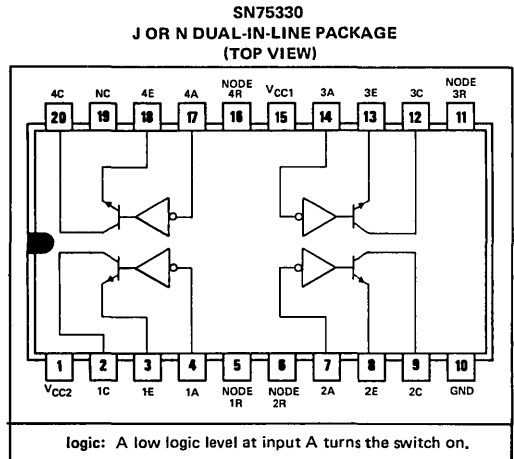 SN75330
J OR N DUAL-IN-LINE PACKAGE
(TOP VIEW)
4C NC 4E 4A NODE 4R VCC1 3A 3E 3C NODE 3R
20 19 18 17 16 15 14 13 12 11
1 2 3 4 5 6 7 8 9 10
VCC2 1C 1E 1A NODE 1R NODE 2R 2A 2E 2C GND
logic: A low logic level at input A turns the switch on.